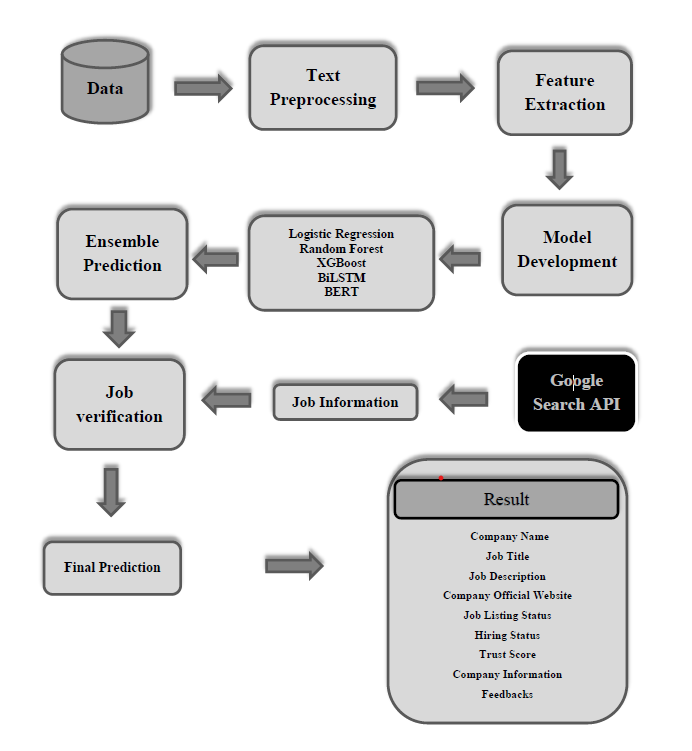 Data
Text
Preprocessing
Feature
Extraction
Model
Development
Logistic Regression
Random Forest
XGBoost
BiLSTM
BERT
Ensemble
Prediction
Job
verification
Job Information
Google
Search API
Final Prediction
Result
Company Name
Job Title
Job Description
Company Official Website
Job Listing Status
Hiring Status
Trust Score
Company Information
Feedbacks